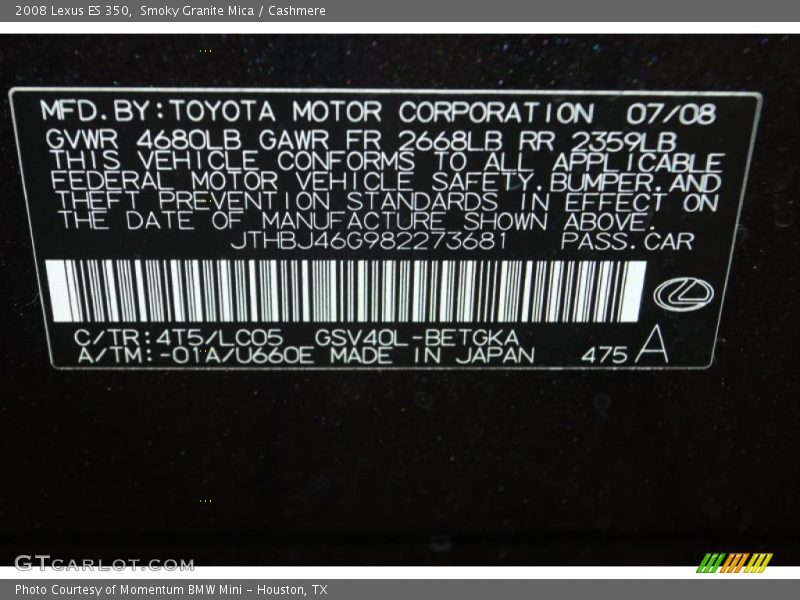 2008 Lexus ES 350,  Smoky Granite Mica / Cashmere
MFD.BY:TOYOTA MOTOR CORPORATION 07/08
GVWR 4680LB GAWR FR 2668LB RR 2359LB
THIS VEHICLE CONFORMS TO ALL APPLICABLE
FEDERAL MOTOR VEHICLE SAFETY.BUMPER.AND
THEFT PREVENTION STANDARDS IN EFFECT ON
THE DATE OF MANUFACTURE SHOWN ABOVE.
JTHBJ46G982273681 PASS.CAR
C/TR:4T5/LC05 GSV40L-BETGKA
A/TM:-01A/U660E MADE IN JAPAN 475 A
GTCARLOT.COM
Photo Courtesy of Momentum BMW Mini - Houston, TX